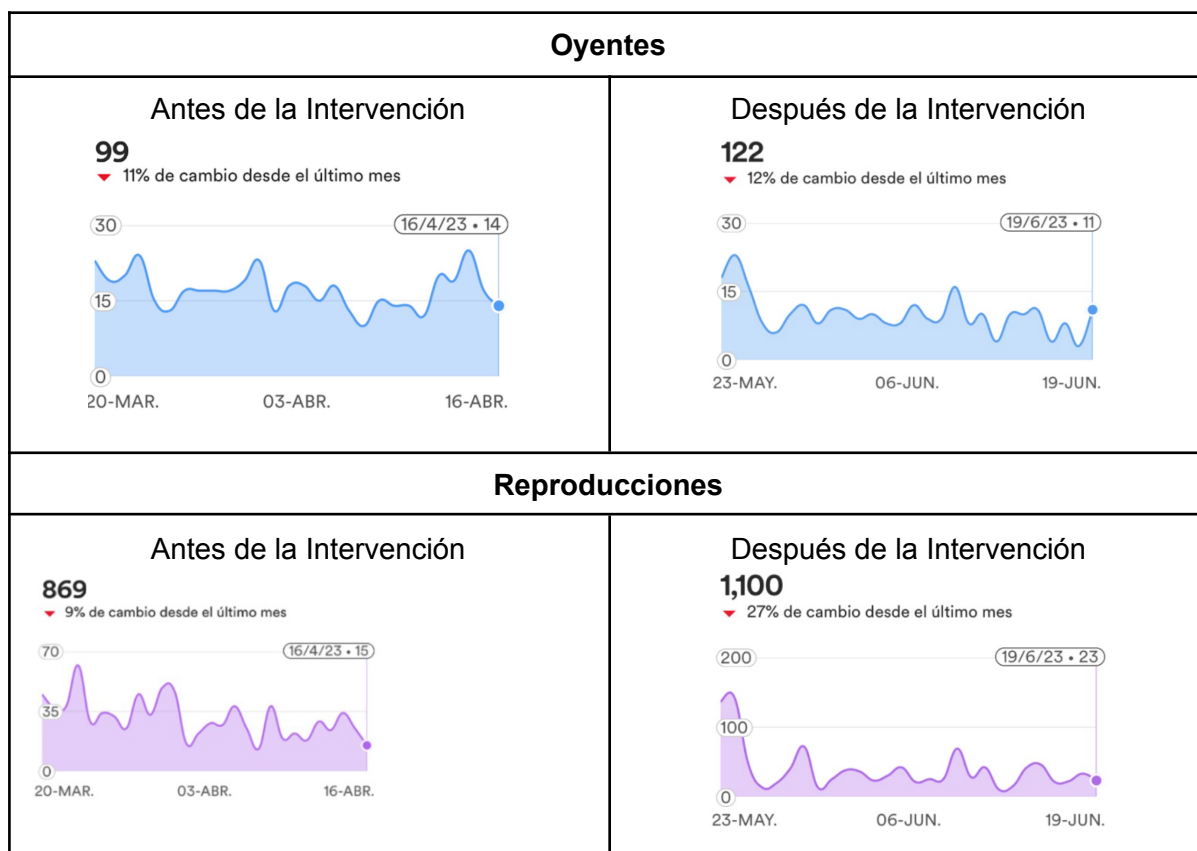 Oyentes
Antes de la Intervención
99
11% de cambio desde el último mes
30
16/4/23 • 14
15
0
20-MAR.
03-ABR.
16-ABR.
Después de la Intervención
122
12% de cambio desde el último mes
30
19/6/23 • 11
15
0
23-MAY.
06-JUN.
19-JUN.
Reproducciones
Antes de la Intervención
869
9% de cambio desde el último mes
70
16/4/23 • 15
35
0
20-MAR.
03-ABR.
16-ABR.
Después de la Intervención
1,100
27% de cambio desde el último mes
200
19/6/23 • 23
100
0
23-MAY.
06-JUN.
19-JUN.